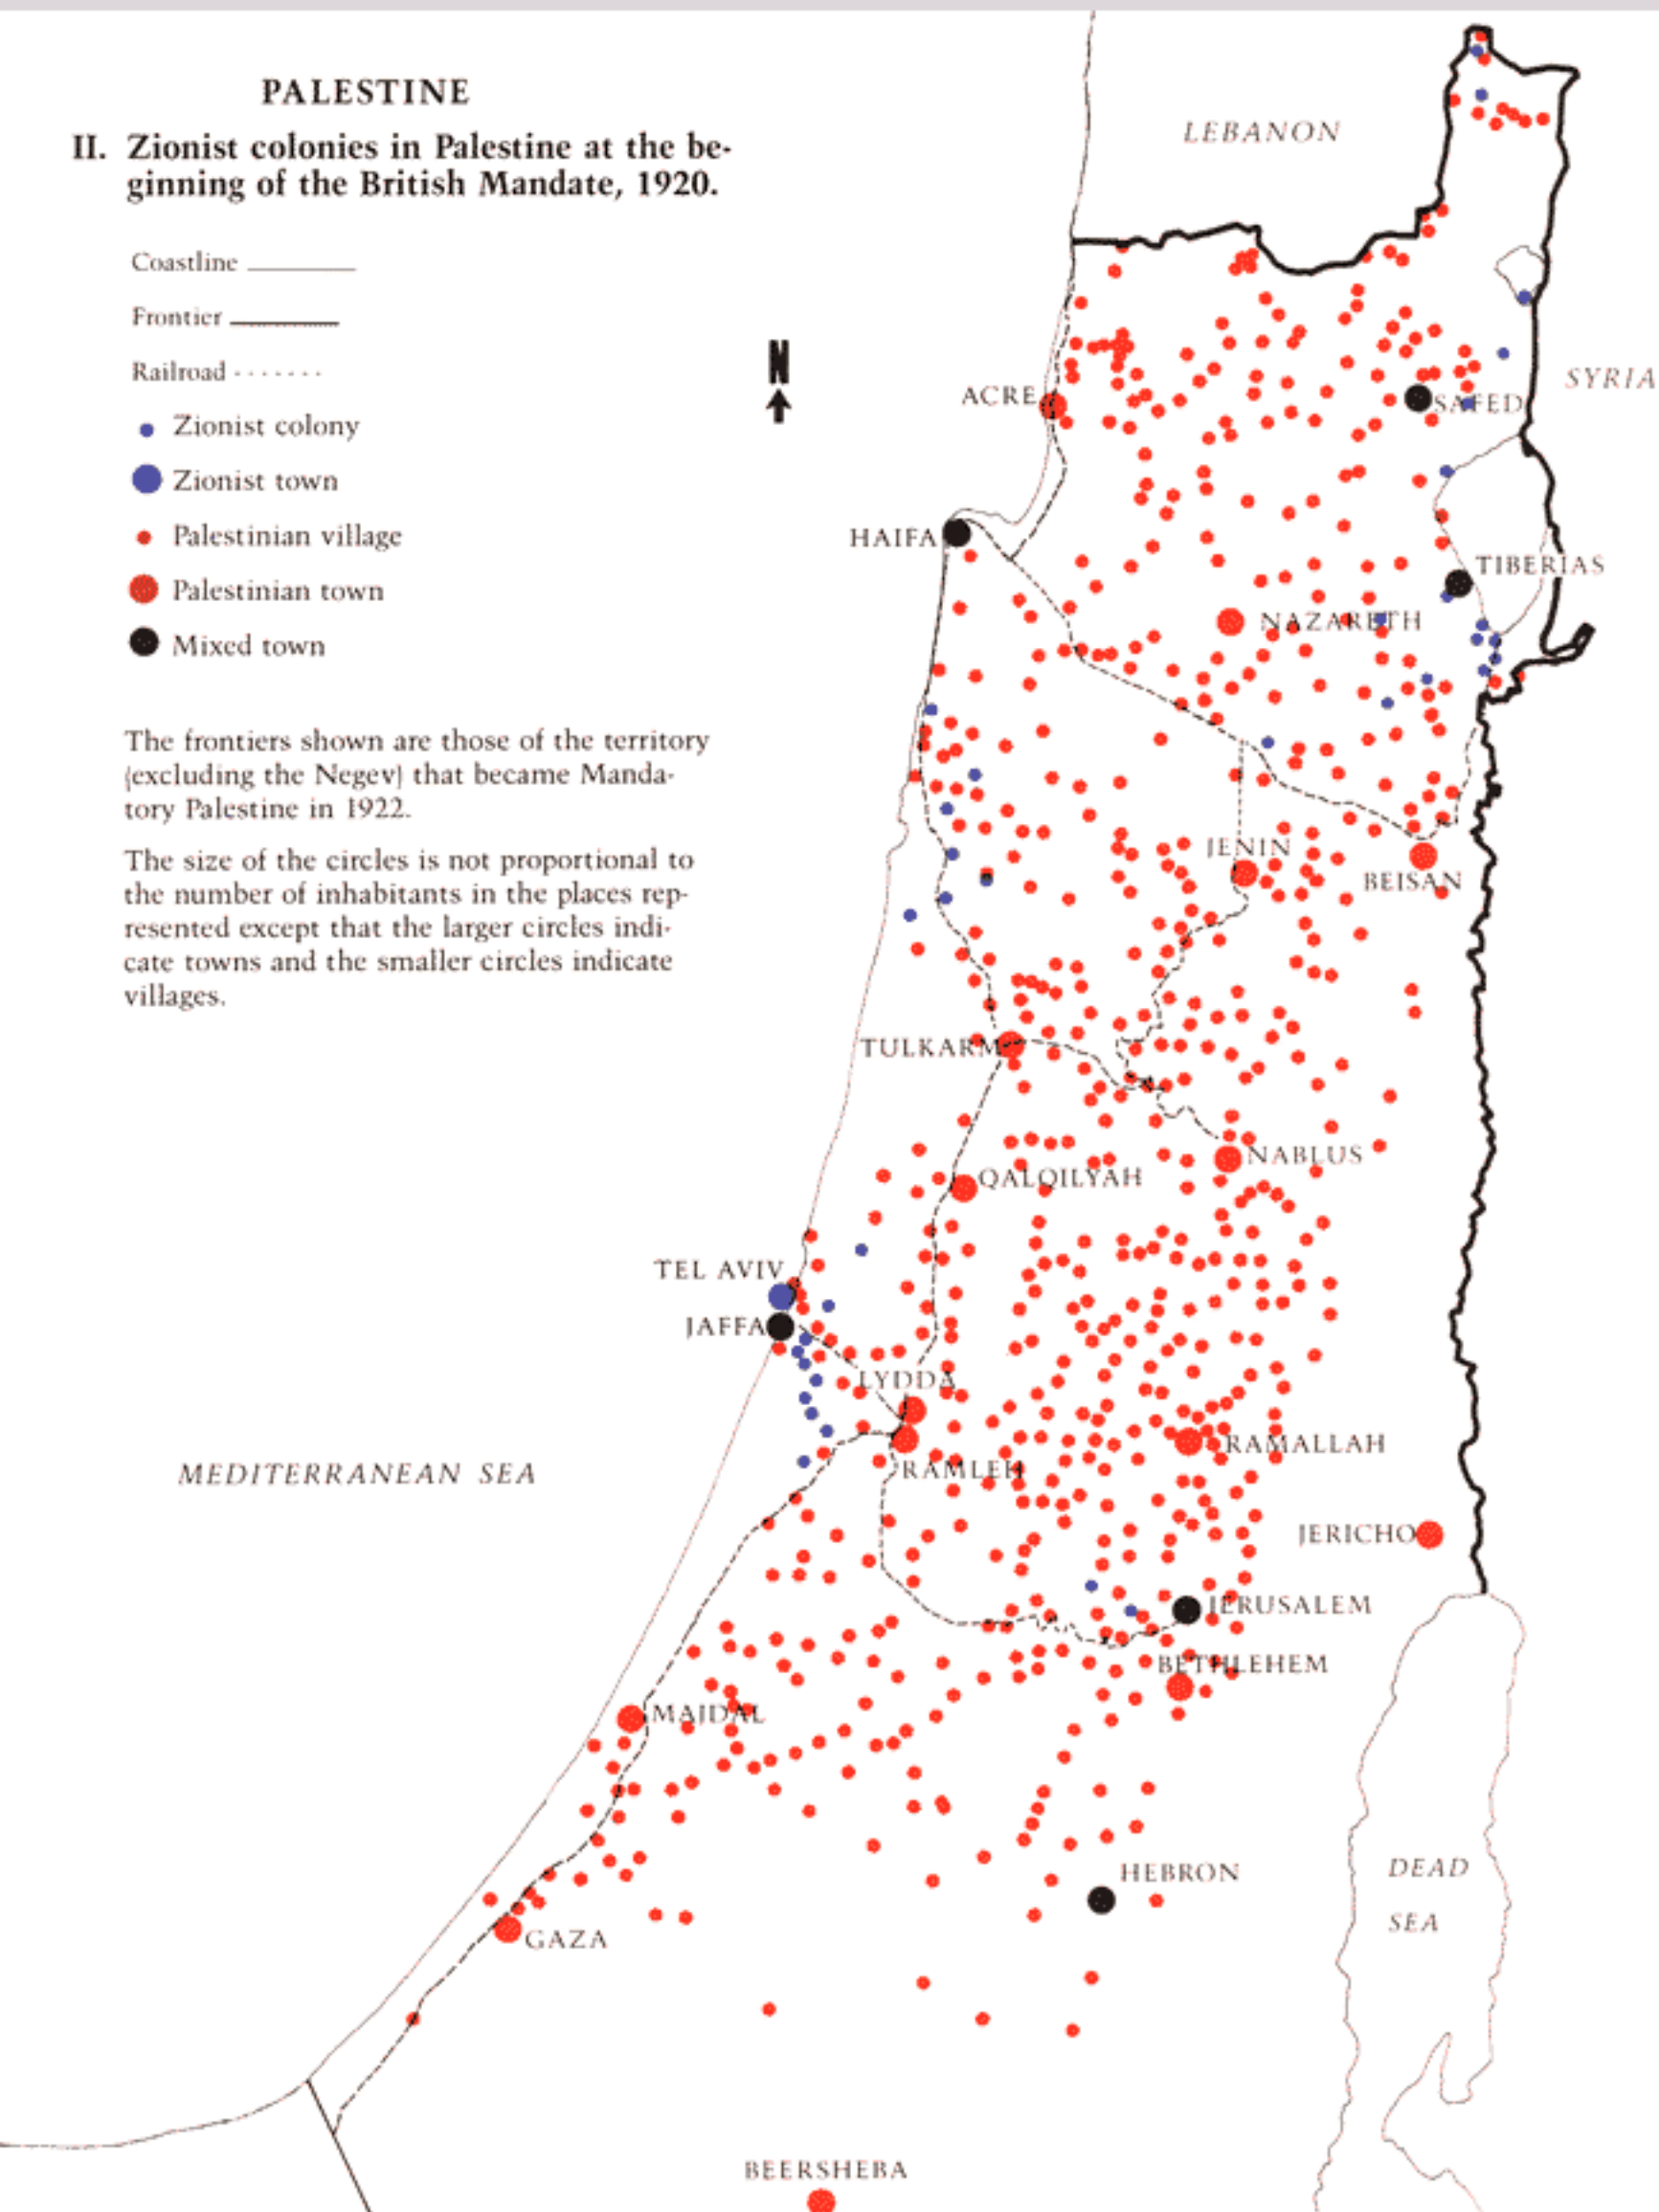 PALESTINE
II. Zionist colonies in Palestine at the be-
ginning of the British Mandate, 1920.
Coastline
Frontier
Railroad
Zionist colony
Zionist town
Palestinian village
Palestinian town
Mixed town
The frontiers shown are those of the territory
(excluding the Negev) that became Manda-
tory Palestine in 1922.
The size of the circles is not proportional to
the number of inhabitants in the places rep-
resented except that the larger circles indi-
cate towns and the smaller circles indicate
villages.
N
LEBANON
SYRIA
ACRE
SAFED
HAIFA
TIBERIAS
NAZARETH
JENIN
BEISAN
TULKARM
NABLUS
QALQILYAH
TEL AVIV
JAFFA
LYDDA
RAMALLAH
RAMLEH
MEDITERRANEAN SEA
JERICHO
JERUSALEM
BETHLEHEM
MAJDAL
HEBRON
DEAD
SEA
GAZA
BEERSHEBA